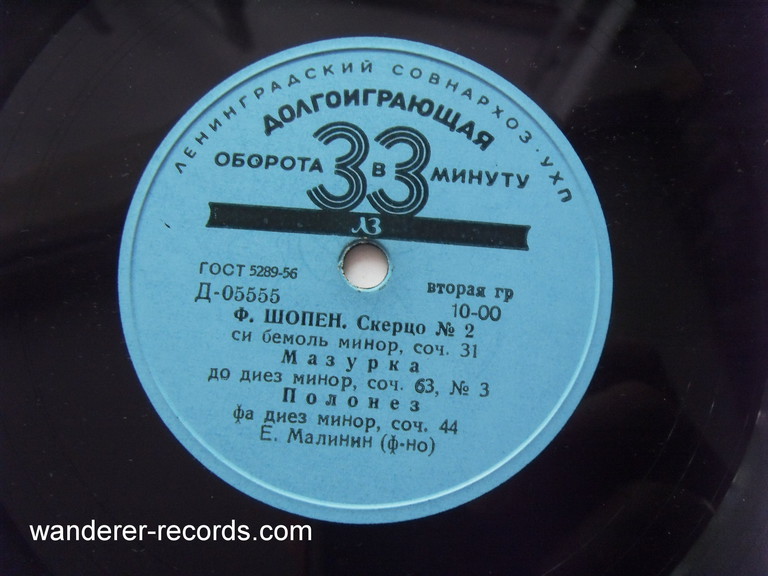 ЛЕНИНГРАДСКИЙ СОВНАРХОЗ · УХП
ДОЛГОИГРАЮЩАЯ
ОБОРОТА 33 В МИНУТУ
ЛЗ
ГОСТ 5289-56
вторая гр
Д-05555
10-00
Ф. ШОПЕН. Скерцо № 2
си бемоль минор, соч. 31
Мазурка
до диез минор, соч. 63, № 3
Полонез
фа диез минор, соч. 44
Е. Малинин (ф-но)
wanderer-records.com